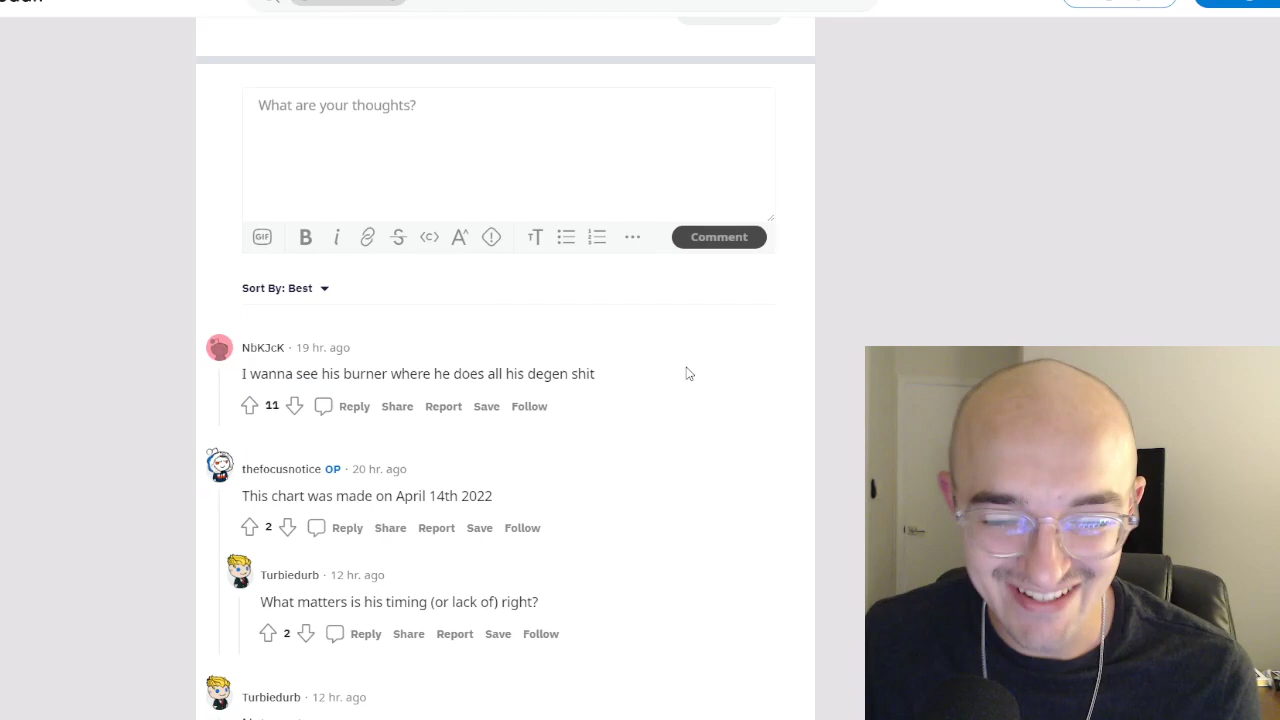 What are your thoughts?
GIF
Comment
Sort By: Best
NbKJcK · 19 hr. ago
I wanna see his burner where he does all his degen shit
11 Reply Share Report Save Follow
thefocusnotice OP · 20 hr. ago
This chart was made on April 14th 2022
2 Reply Share Report Save Follow
Turbiedurb · 12 hr. ago
What matters is his timing (or lack of) right?
2 Reply Share Report Save Follow
Turbiedurb · 12 hr. ago